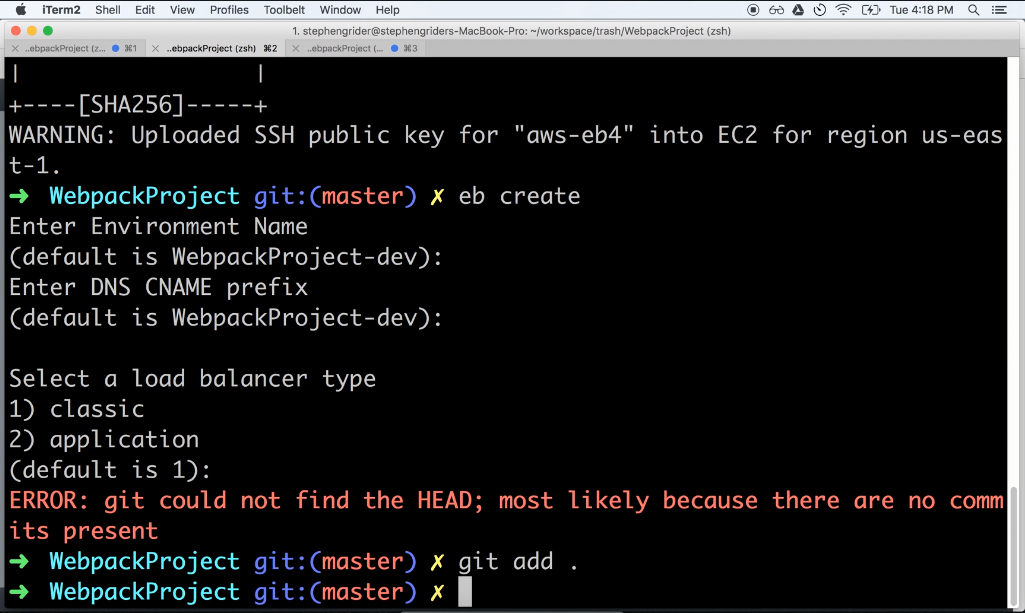 iTerm2 Shell Edit View Profiles Toolbelt Window Help Tue 4:18 PM
1. stephengrider@stephengriders-MacBook-Pro: ~/workspace/trash/WebpackProject (zsh)
..ebpackProject (z... ⌘1 ..ebpackProject (zsh) ⌘2 ..ebpackProject (... ⌘3
| |
+----[SHA256]-----+
WARNING: Uploaded SSH public key for "aws-eb4" into EC2 for region us-eas
t-1.
➜ WebpackProject git:(master) ✗ eb create
Enter Environment Name
(default is WebpackProject-dev):
Enter DNS CNAME prefix
(default is WebpackProject-dev):
Select a load balancer type
1) classic
2) application
(default is 1):
ERROR: git could not find the HEAD; most likely because there are no comm
its present
➜ WebpackProject git:(master) ✗ git add .
➜ WebpackProject git:(master) ✗